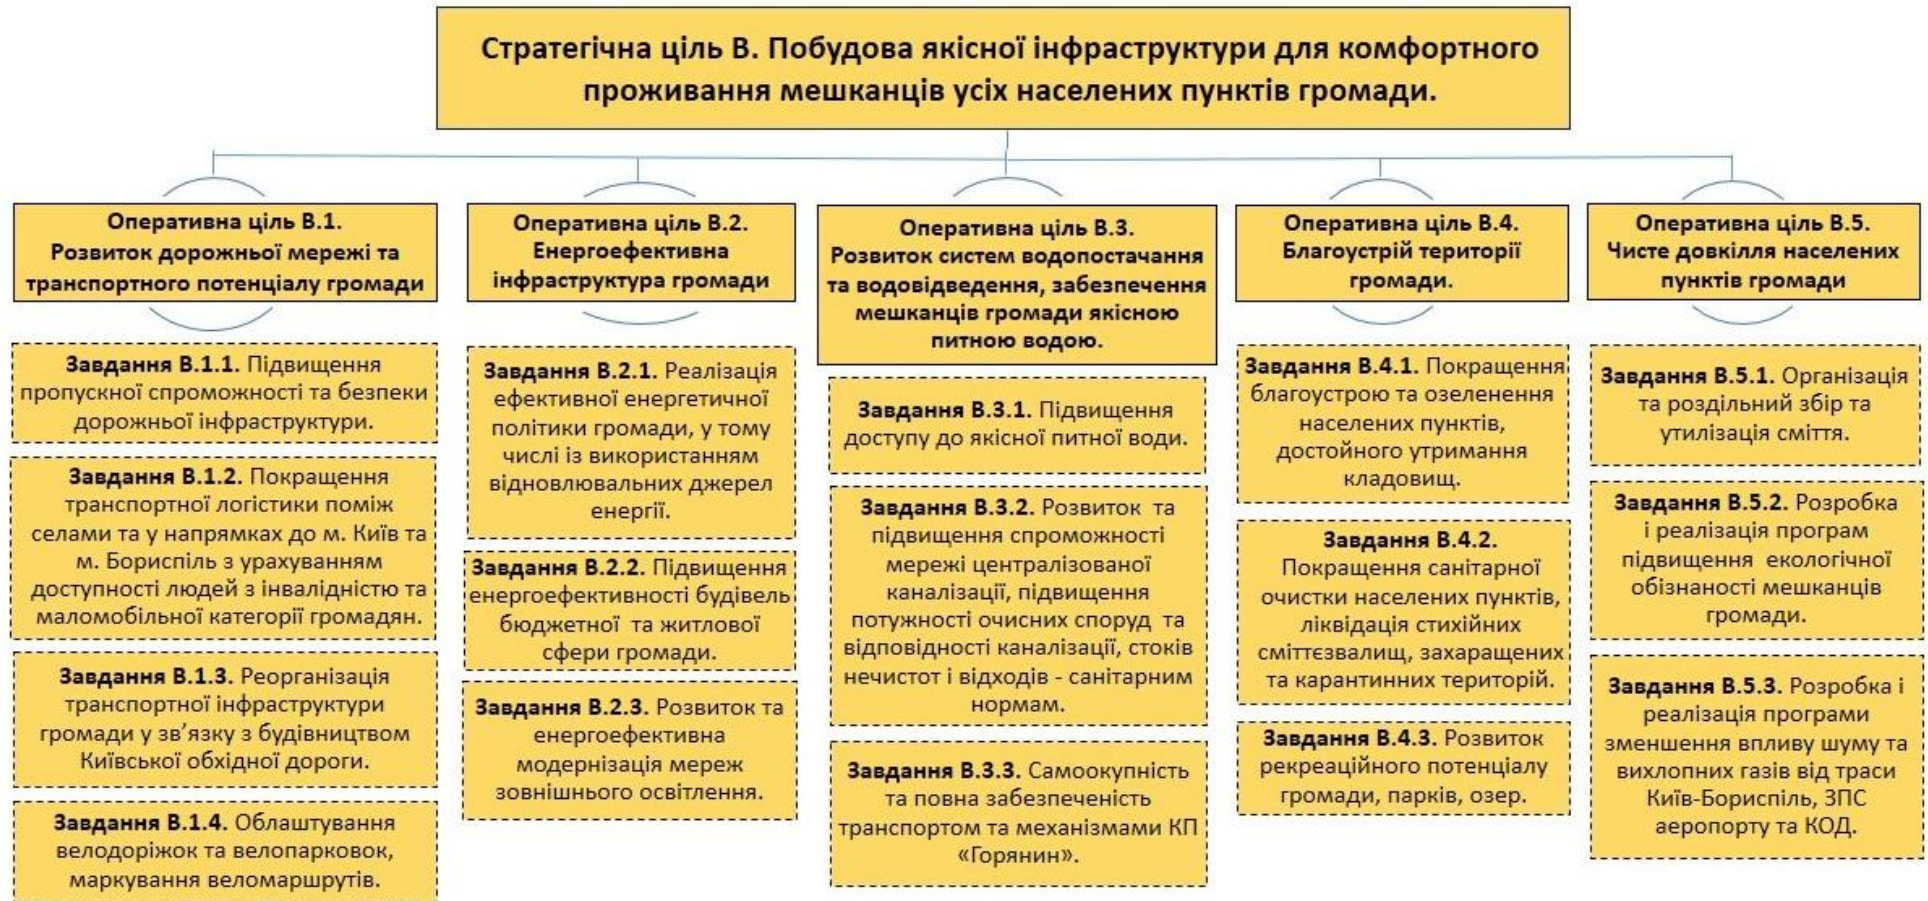 Стратегічна ціль В. Побудова якісної інфраструктури для комфортного
проживання мешканців усіх населених пунктів громади.
Оперативна ціль В.1.
Розвиток дорожньої мережі та
транспортного потенціалу громади
Завдання В.1.1. Підвищення
пропускної спроможності та безпеки
дорожньої інфраструктури.
Завдання В.1.2. Покращення
транспортної логістики поміж
селами та у напрямках до м. Київ та
м. Бориспіль з урахуванням
доступності людей з інвалідністю та
маломобільної категорії громадян.
Завдання В.1.3. Реорганізація
транспортної інфраструктури
громади у зв’язку з будівництвом
Київської обхідної дороги.
Завдання В.1.4. Облаштування
велодоріжок та велопарковок,
маркування веломаршрутів.
Оперативна ціль В.2.
Енергоефективна
інфраструктура громади
Завдання В.2.1. Реалізація
ефективної енергетичної
політики громади, у тому
числі із використанням
відновлювальних джерел
енергії.
Завдання В.2.2. Підвищення
енергоефективності будівель
бюджетної та житлової
сфери громади.
Завдання В.2.3. Розвиток та
енергоефективна
модернізація мереж
зовнішнього освітлення.
Оперативна ціль В.3.
Розвиток систем водопостачання
та водовідведення, забезпечення
мешканців громади якісною
питною водою.
Завдання В.3.1. Підвищення
доступу до якісної питної води.
Завдання В.3.2. Розвиток та
підвищення спроможності
мережі централізованої
каналізації, підвищення
потужності очисних споруд та
відповідності каналізації, стоків
нечистот і відходів - санітарним
нормам.
Завдання В.3.3. Самоокупність
та повна забезпеченість
транспортом та механізмами КП
«Горянин».
Оперативна ціль В.4.
Благоустрій території
громади.
Завдання В.4.1. Покращення
благоустрою та озеленення
населених пунктів,
достойного утримання
кладовищ.
Завдання В.4.2.
Покращення санітарної
очистки населених пунктів,
ліквідація стихійних
сміттєзвалищ, захаращених
та карантинних територій.
Завдання В.4.3. Розвиток
рекреаційного потенціалу
громади, парків, озер.
Оперативна ціль В.5.
Чисте довкілля населених
пунктів громади
Завдання В.5.1. Організація
та роздільний збір та
утилізація сміття.
Завдання В.5.2. Розробка
і реалізація програм
підвищення екологічної
обізнаності мешканців
громади.
Завдання В.5.3. Розробка і
реалізація програми
зменшення впливу шуму та
вихлопних газів від траси
Київ-Бориспіль, ЗПС
аеропорту та КОД.